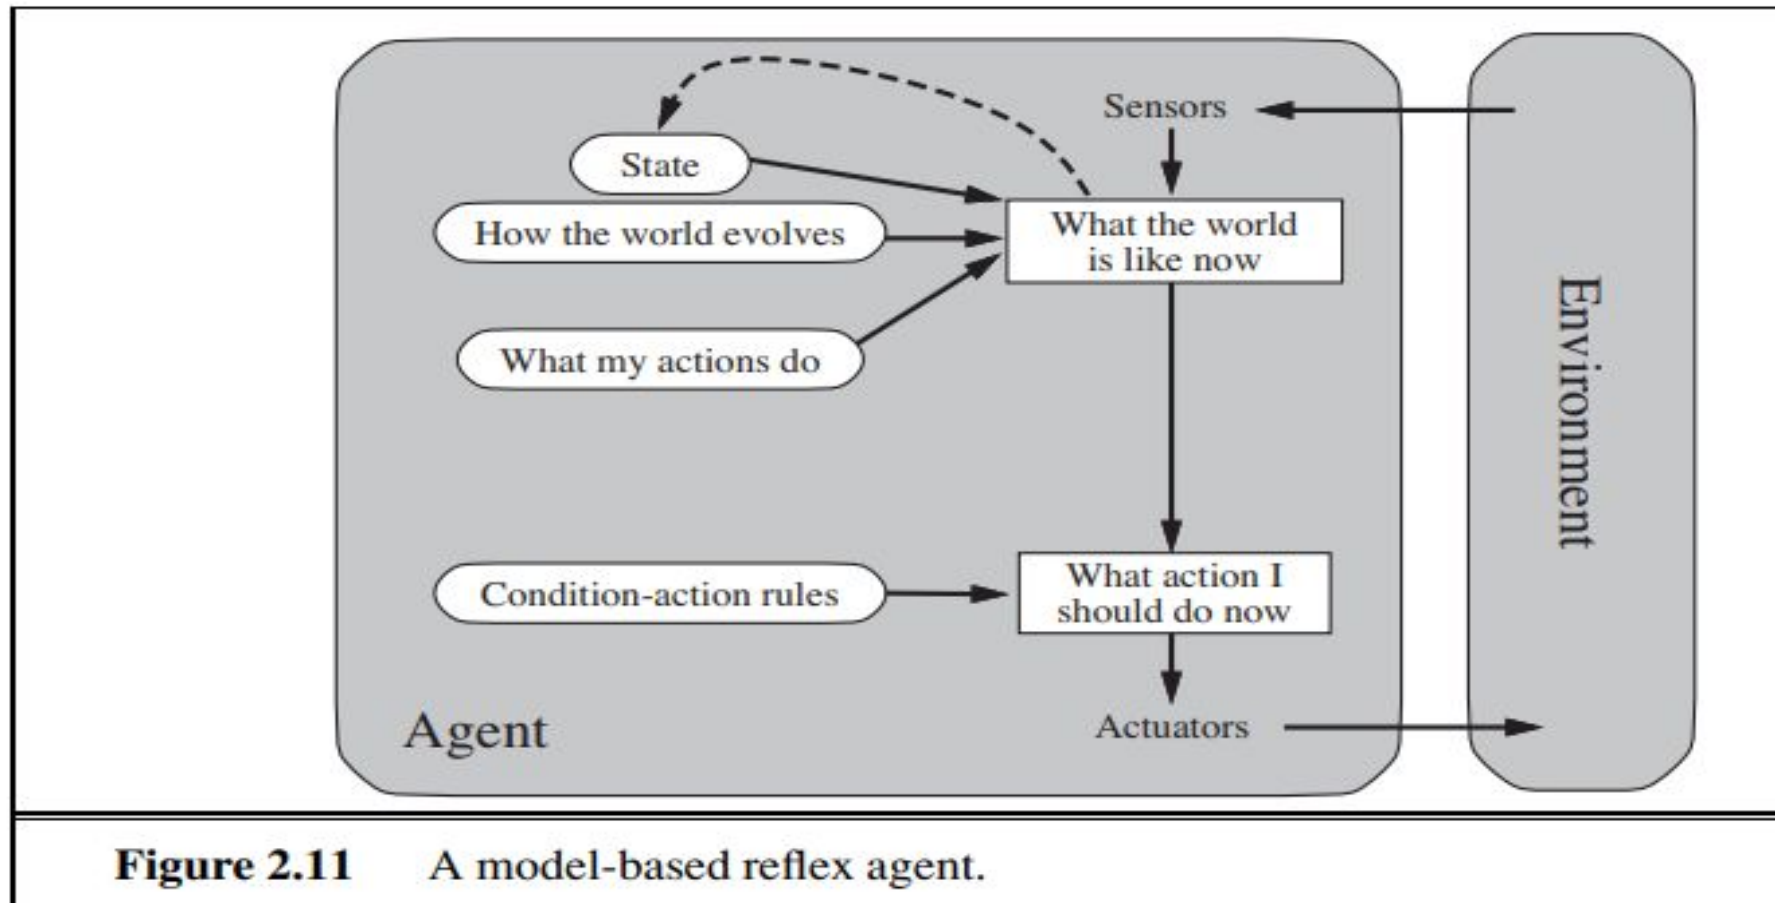 Sensors
State
What the world
is like now
How the world evolves
What my actions do
Environment
Condition-action rules
What action I
should do now
Agent
Actuators
Figure 2.11 A model-based reflex agent.